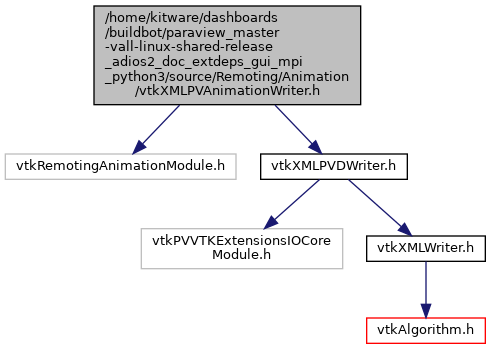 /home/kitware/dashboards
/buildbot/paraview_master
-vall-linux-shared-release
_adios2_doc_extdeps_gui_mpi
_python3/source/Remoting/Animation
/vtkXMLPVAnimationWriter.h
vtkRemotingAnimationModule.h
vtkXMLPVDWriter.h
vtkPVVTKExtensionsIOCore
Module.h
vtkXMLWriter.h
vtkAlgorithm.h